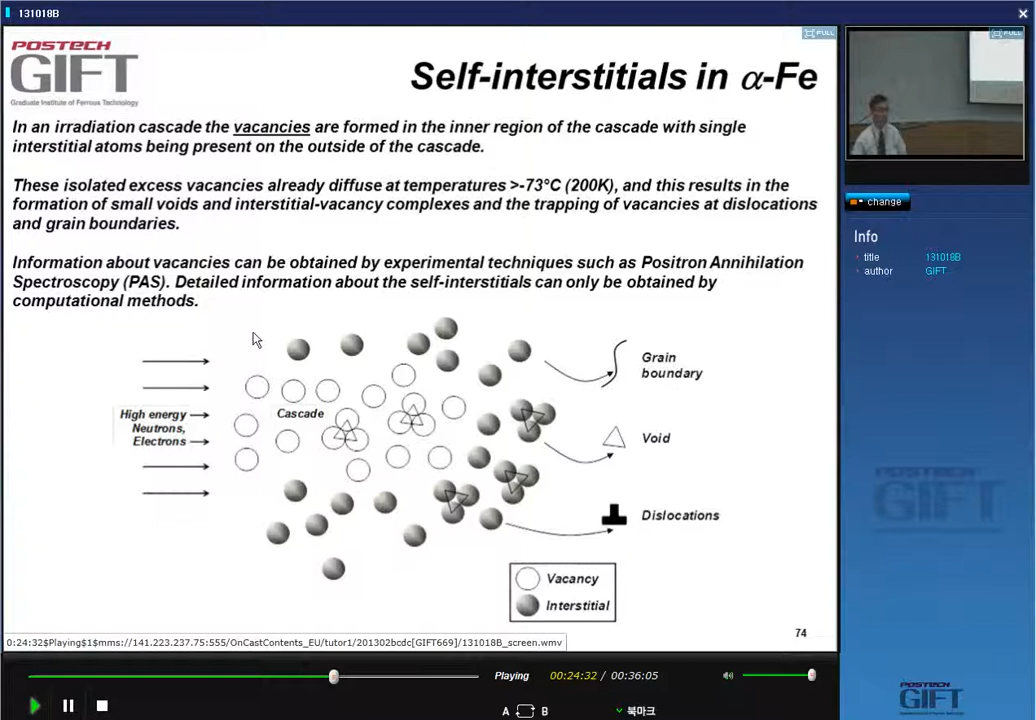 131018B
FULL
FULL
POSTECH
GIFT
Graduate Institute of Ferrous Technology
Self-interstitials in α-Fe
In an irradiation cascade the vacancies are formed in the inner region of the cascade with single
interstitial atoms being present on the outside of the cascade.
These isolated excess vacancies already diffuse at temperatures >-73°C (200K), and this results in the
formation of small voids and interstitial-vacancy complexes and the trapping of vacancies at dislocations
and grain boundaries.
Information about vacancies can be obtained by experimental techniques such as Positron Annihilation
Spectroscopy (PAS). Detailed information about the self-interstitials can only be obtained by
computational methods.
High energy
Neutrons,
Electrons
Cascade
Grain
boundary
Void
Dislocations
Vacancy
Interstitial
74
0:24:32$Playing$1$mms://141.223.237.75:555/OnCastContents_EU/tutor1/201302bcdc[GIFT669]/131018B_screen.wmv
change
Info
title 131018B
author GIFT
POSTECH
GIFT
Playing 00:24:32 / 00:36:05
A B 북마크
POSTECH
GIFT